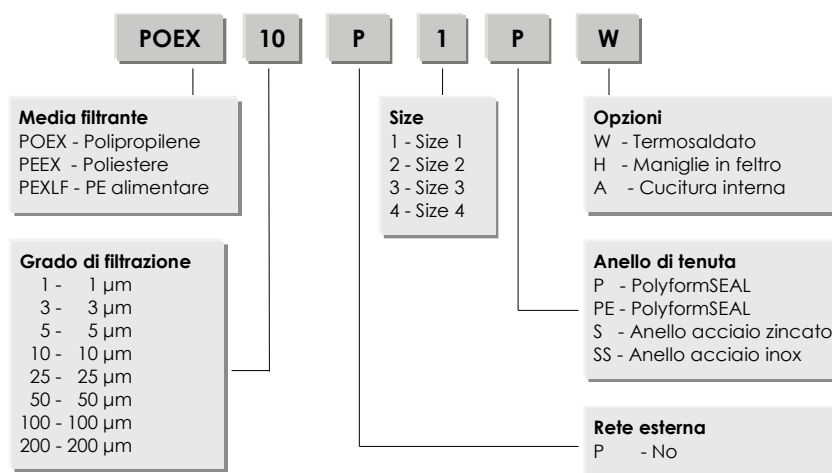 POEX 10 P 1 P W
Media filtrante
POEX - Polipropilene
PEEX - Poliestere
PEXLF - PE alimentare
Grado di filtrazione
1 - 1 µm
3 - 3 µm
5 - 5 µm
10 - 10 µm
25 - 25 µm
50 - 50 µm
100 - 100 µm
200 - 200 µm
Size
1 - Size 1
2 - Size 2
3 - Size 3
4 - Size 4
Opzioni
W - Termosaldato
H - Maniglie in feltro
A - Cucitura interna
Anello di tenuta
P - PolyformSEAL
PE - PolyformSEAL
S - Anello acciaio zincato
SS - Anello acciaio inox
Rete esterna
P - No